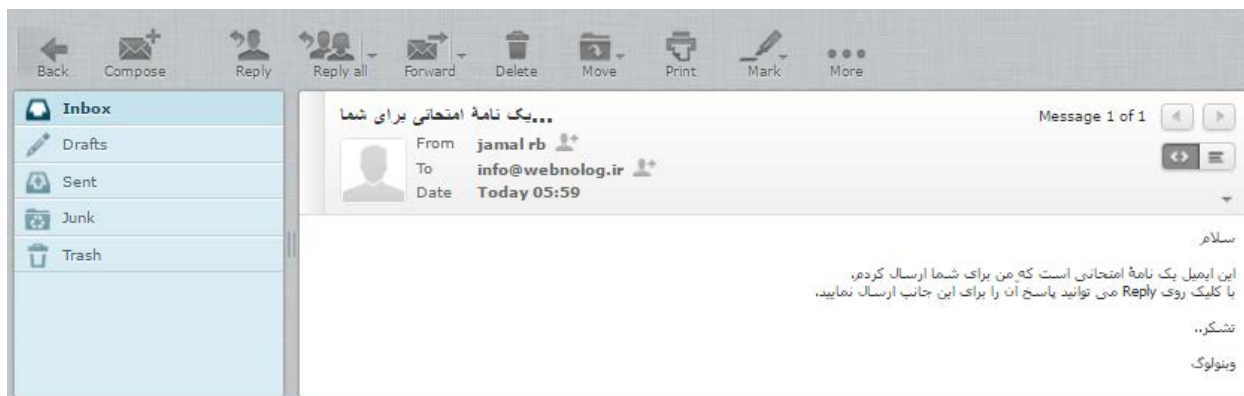 Back
Compose
Reply
Reply all
Forward
Delete
Move
Print
Mark
More
Inbox
Drafts
Sent
Junk
Trash
...یک نامهٔ امتحانی برای شما
Message 1 of 1
From jamal rb
To info@webnolog.ir
Date Today 05:59
سلام
این ایمیل یک نامهٔ امتحانی است که من برای شما ارسال کردم.
با کلیک روی Reply می توانید پاسخ آن را برای این جانب ارسال نمایید.
تشکر..
وبنولوگ